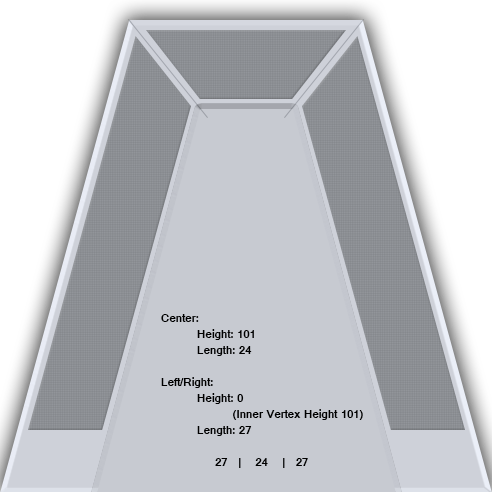 Center:
Height: 101
Length: 24
Left/Right:
Height: 0
(Inner Vertex Height 101)
Length: 27
27 | 24 | 27